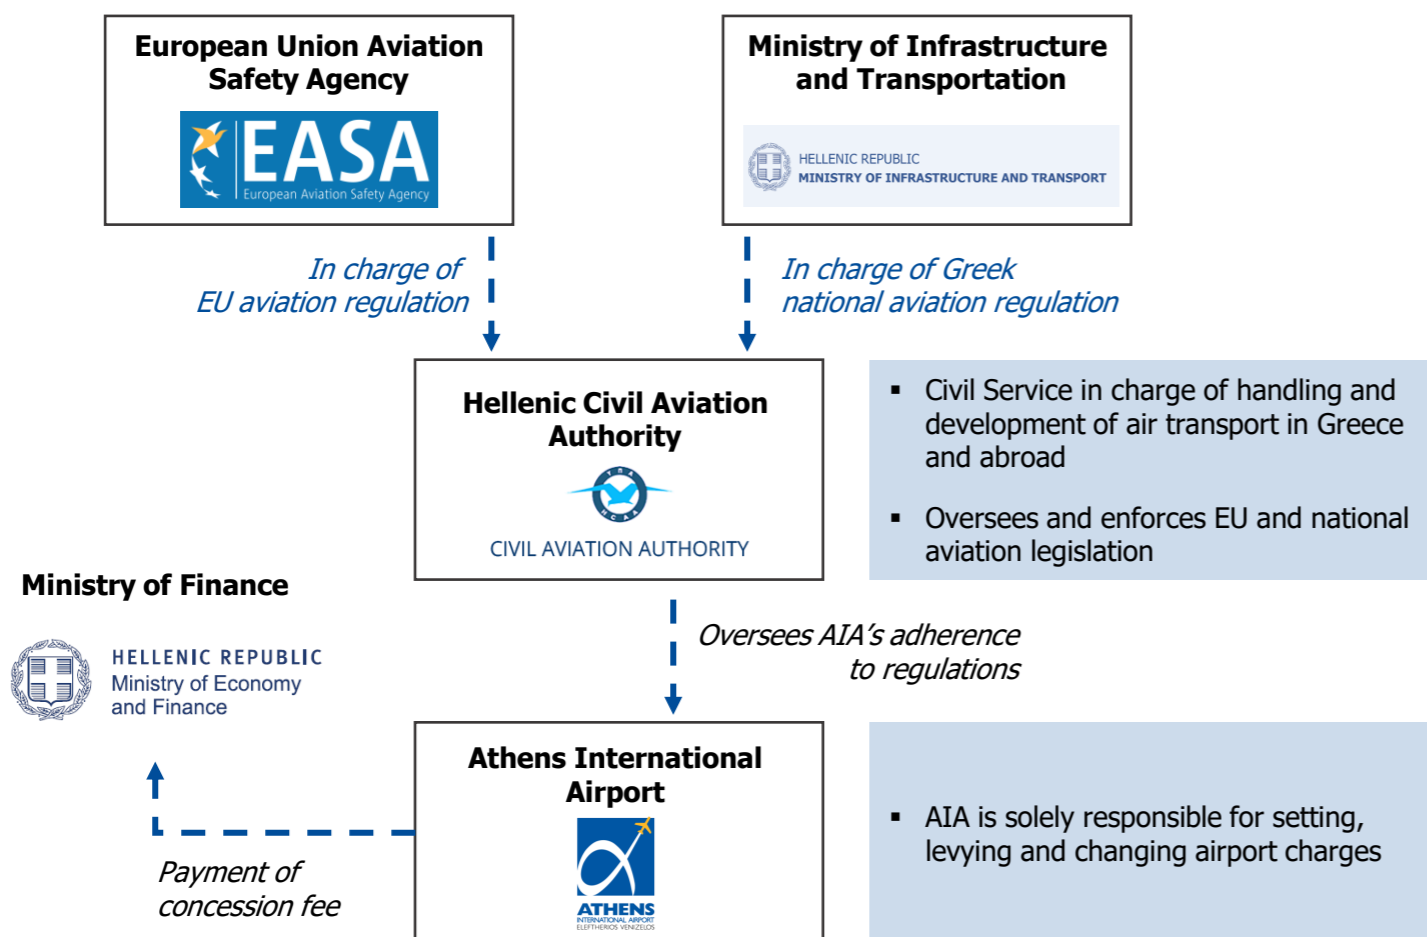 European Union Aviation
Safety Agency
EASA
European Aviation Safety Agency
Ministry of Infrastructure
and Transportation
HELLENIC REPUBLIC
MINISTRY OF INFRASTRUCTURE AND TRANSPORT
In charge of
EU aviation regulation
In charge of Greek
national aviation regulation
Hellenic Civil Aviation
Authority
ΥΠΑ
HCAA
CIVIL AVIATION AUTHORITY
▪ Civil Service in charge of handling and
development of air transport in Greece
and abroad
▪ Oversees and enforces EU and national
aviation legislation
Ministry of Finance
HELLENIC REPUBLIC
Ministry of Economy
and Finance
Oversees AIA’s adherence
to regulations
Athens International
Airport
ATHENS
INTERNATIONAL AIRPORT
ELEFTHERIOS VENIZELOS
▪ AIA is solely responsible for setting,
levying and changing airport charges
Payment of
concession fee